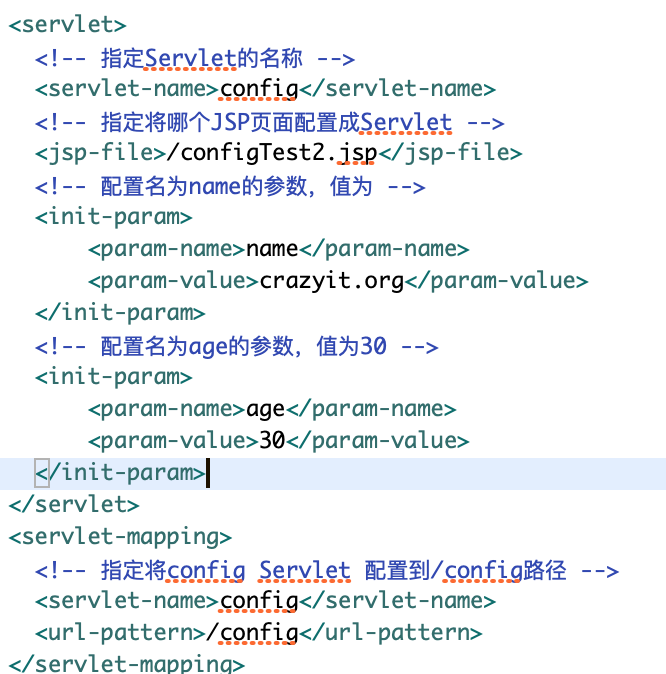 <servlet>
<!-- 指定Servlet的名称 -->
<servlet-name>config</servlet-name>
<!-- 指定将哪个JSP页面配置成Servlet -->
<jsp-file>/configTest2.jsp</jsp-file>
<!-- 配置名为name的参数，值为 -->
<init-param>
<param-name>name</param-name>
<param-value>crazyit.org</param-value>
</init-param>
<!-- 配置名为age的参数，值为30 -->
<init-param>
<param-name>age</param-name>
<param-value>30</param-value>
</init-param>
</servlet>
<servlet-mapping>
<!-- 指定将config Servlet 配置到/config路径 -->
<servlet-name>config</servlet-name>
<url-pattern>/config</url-pattern>
</servlet-mapping>